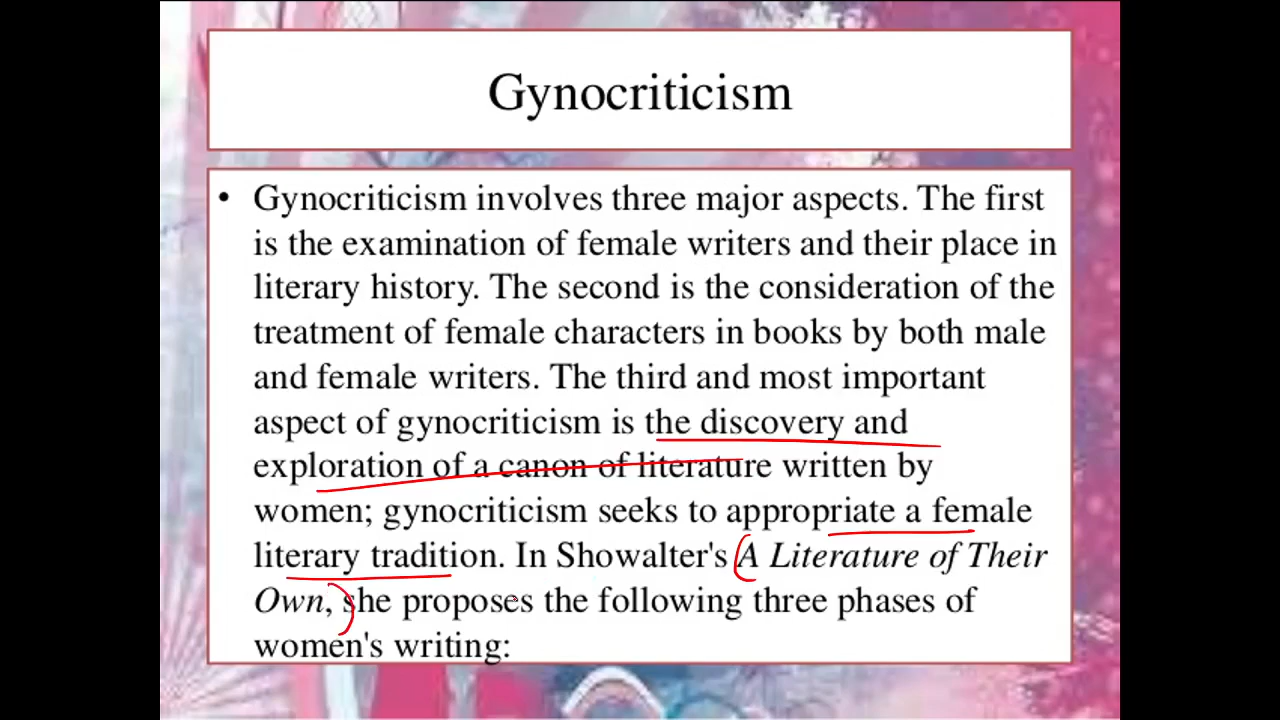 Gynocriticism
• Gynocriticism involves three major aspects. The first
is the examination of female writers and their place in
literary history. The second is the consideration of the
treatment of female characters in books by both male
and female writers. The third and most important
aspect of gynocriticism is the discovery and
exploration of a canon of literature written by
women; gynocriticism seeks to appropriate a female
literary tradition. In Showalter's A Literature of Their
Own, she proposes the following three phases of
women's writing: